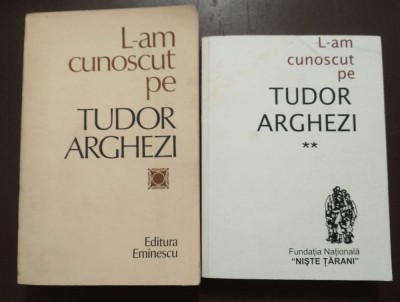 L-am
cunoscut
pe
TUDOR
ARGHEZI
Editura
Eminescu
L-am
cunoscut
pe
TUDOR
ARGHEZI
**
Fundația Națională
"NIȘTE ȚĂRANI"